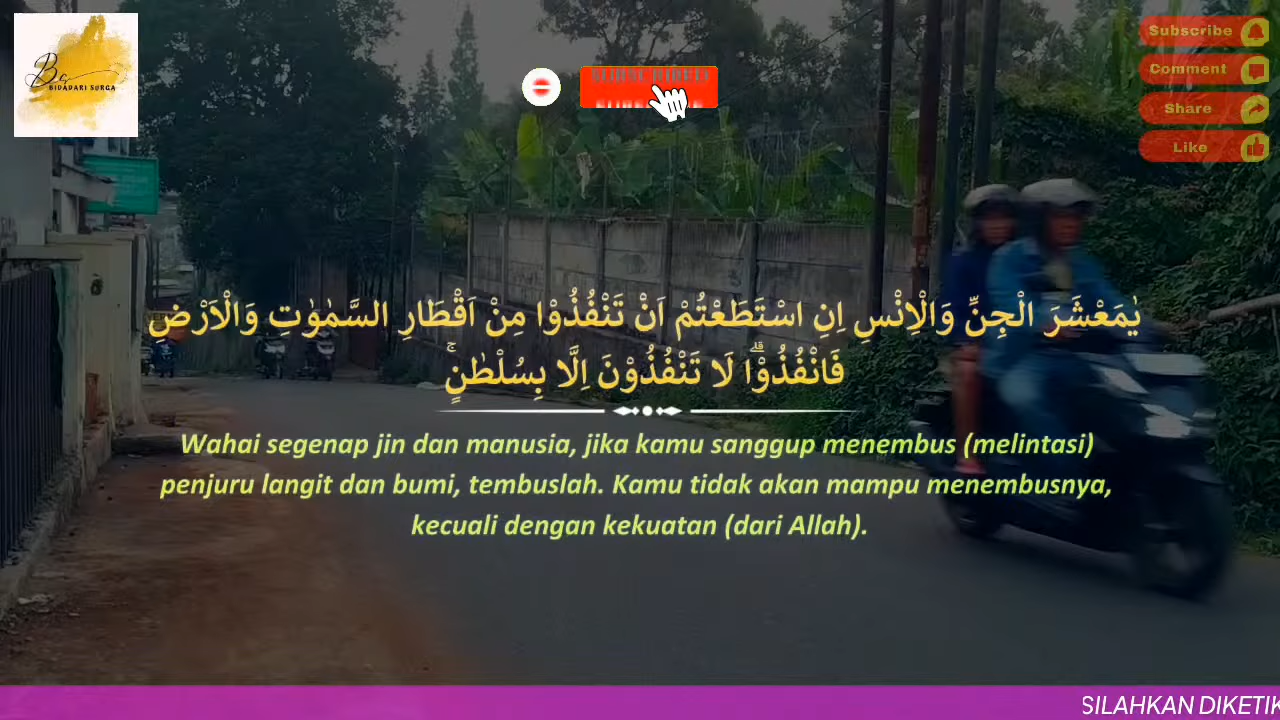 Bs
BIDADARI SURGA
Subscribe
Comment
Share
Like
يٰمَعْشَرَ الْجِنِّ وَالْاِنْسِ اِنِ اسْتَطَعْتُمْ اَنْ تَنْفُذُوْا مِنْ اَقْطَارِ السَّمٰوٰتِ وَالْاَرْضِ
فَانْفُذُوْاۗ لَا تَنْفُذُوْنَ اِلَّا بِسُلْطٰنٍۚ
Wahai segenap jin dan manusia, jika kamu sanggup menembus (melintasi)
penjuru langit dan bumi, tembuslah. Kamu tidak akan mampu menembusnya,
kecuali dengan kekuatan (dari Allah).
SILAHKAN DIKETIK